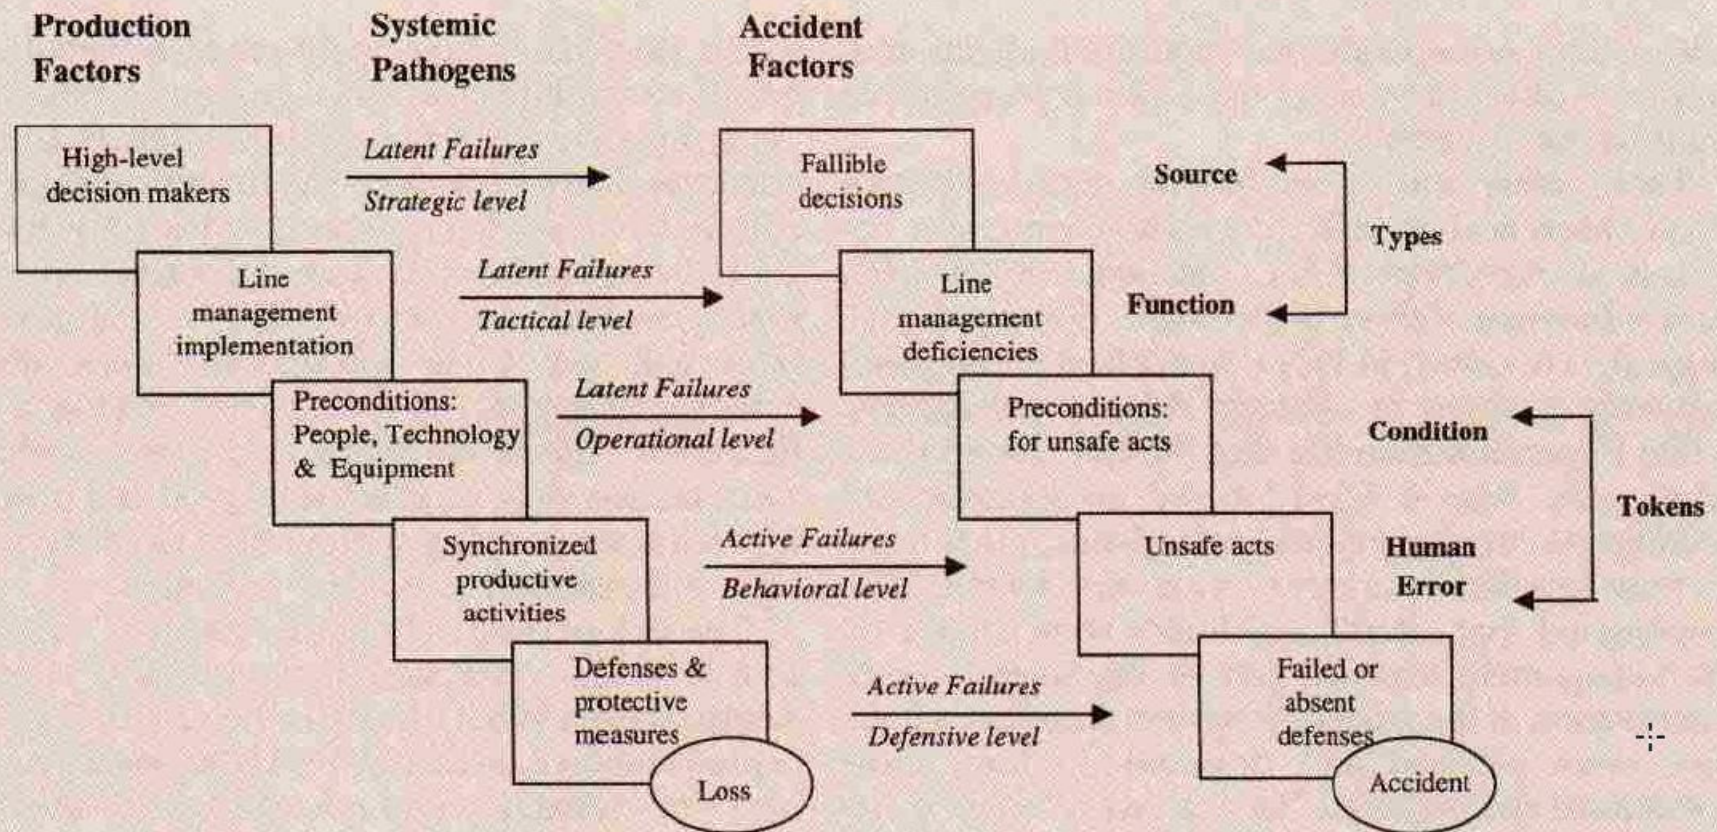 Production
Factors
Systemic
Pathogens
Accident
Factors
High-level
decision makers
Latent Failures
Strategic level
Fallible
decisions
Source
Types
Function
Line
management
implementation
Latent Failures
Tactical level
Line
management
deficiencies
Preconditions:
People, Technology
& Equipment
Latent Failures
Operational level
Preconditions:
for unsafe acts
Condition
Tokens
Human
Error
Synchronized
productive
activities
Active Failures
Behavioral level
Unsafe acts
Defenses &
protective
measures
Active Failures
Defensive level
Failed or
absent
defenses
Loss
Accident